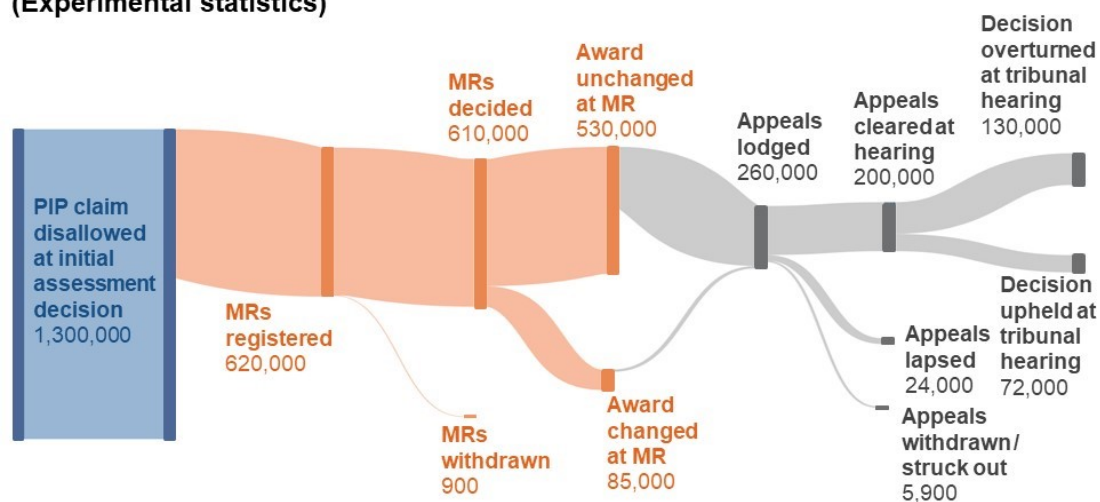 (Experimental statistics)
PIP claim
disallowed
at initial
assessment
decision
1,300,000
MRs
registered
620,000
MRs
decided
610,000
MRs
withdrawn
900
Award
unchanged
at MR
530,000
Award
changed
at MR
85,000
Appeals
lodged
260,000
Appeals
cleared at
hearing
200,000
Appeals
lapsed
24,000
Appeals
withdrawn/
struck out
5,900
Decision
overturned
at tribunal
hearing
130,000
Decision
upheld at
tribunal
hearing
72,000